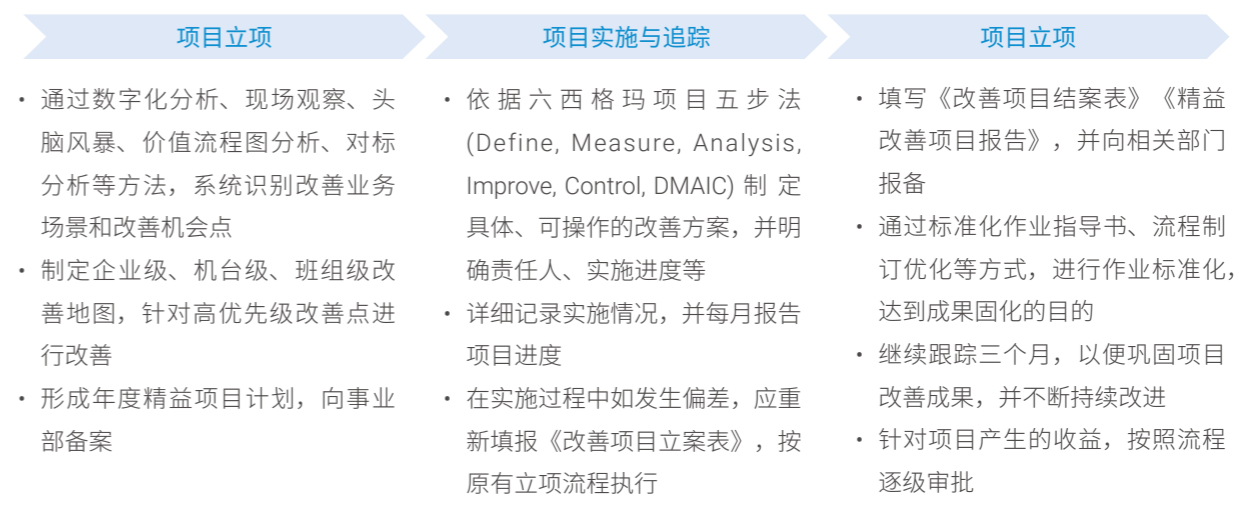 项目立项
• 通过数字化分析、现场观察、头
脑风暴、价值流程图分析、对标
分析等方法，系统识别改善业务
场景和改善机会点
• 制定企业级、机台级、班组级改
善地图，针对高优先级改善点进
行改善
• 形成年度精益项目计划，向事业
部备案
项目实施与追踪
• 依据六西格玛项目五步法
(Define, Measure, Analysis,
Improve, Control, DMAIC) 制定
具体、可操作的改善方案，并明
确责任人、实施进度等
• 详细记录实施情况，并每月报告
项目进度
• 在实施过程中如发生偏差，应重
新填报《改善项目立案表》，按
原有立项流程执行
项目立项
• 填写《改善项目结案表》《精益
改善项目报告》，并向相关部门
报备
• 通过标准化作业指导书、流程制
订优化等方式，进行作业标准化，
达到成果固化的目的
• 继续跟踪三个月，以便巩固项目
改善成果，并不断持续改进
• 针对项目产生的收益，按照流程
逐级审批